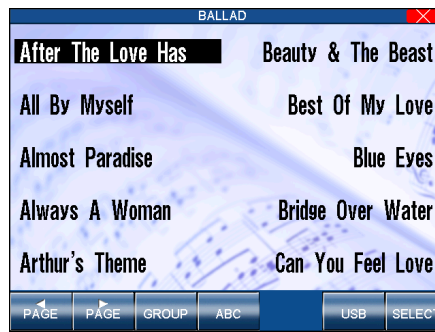 BALLAD
After The Love Has
All By Myself
Almost Paradise
Always A Woman
Arthur's Theme
Beauty & The Beast
Best Of My Love
Blue Eyes
Bridge Over Water
Can You Feel Love
PAGE PAGE GROUP ABC USB SELECT